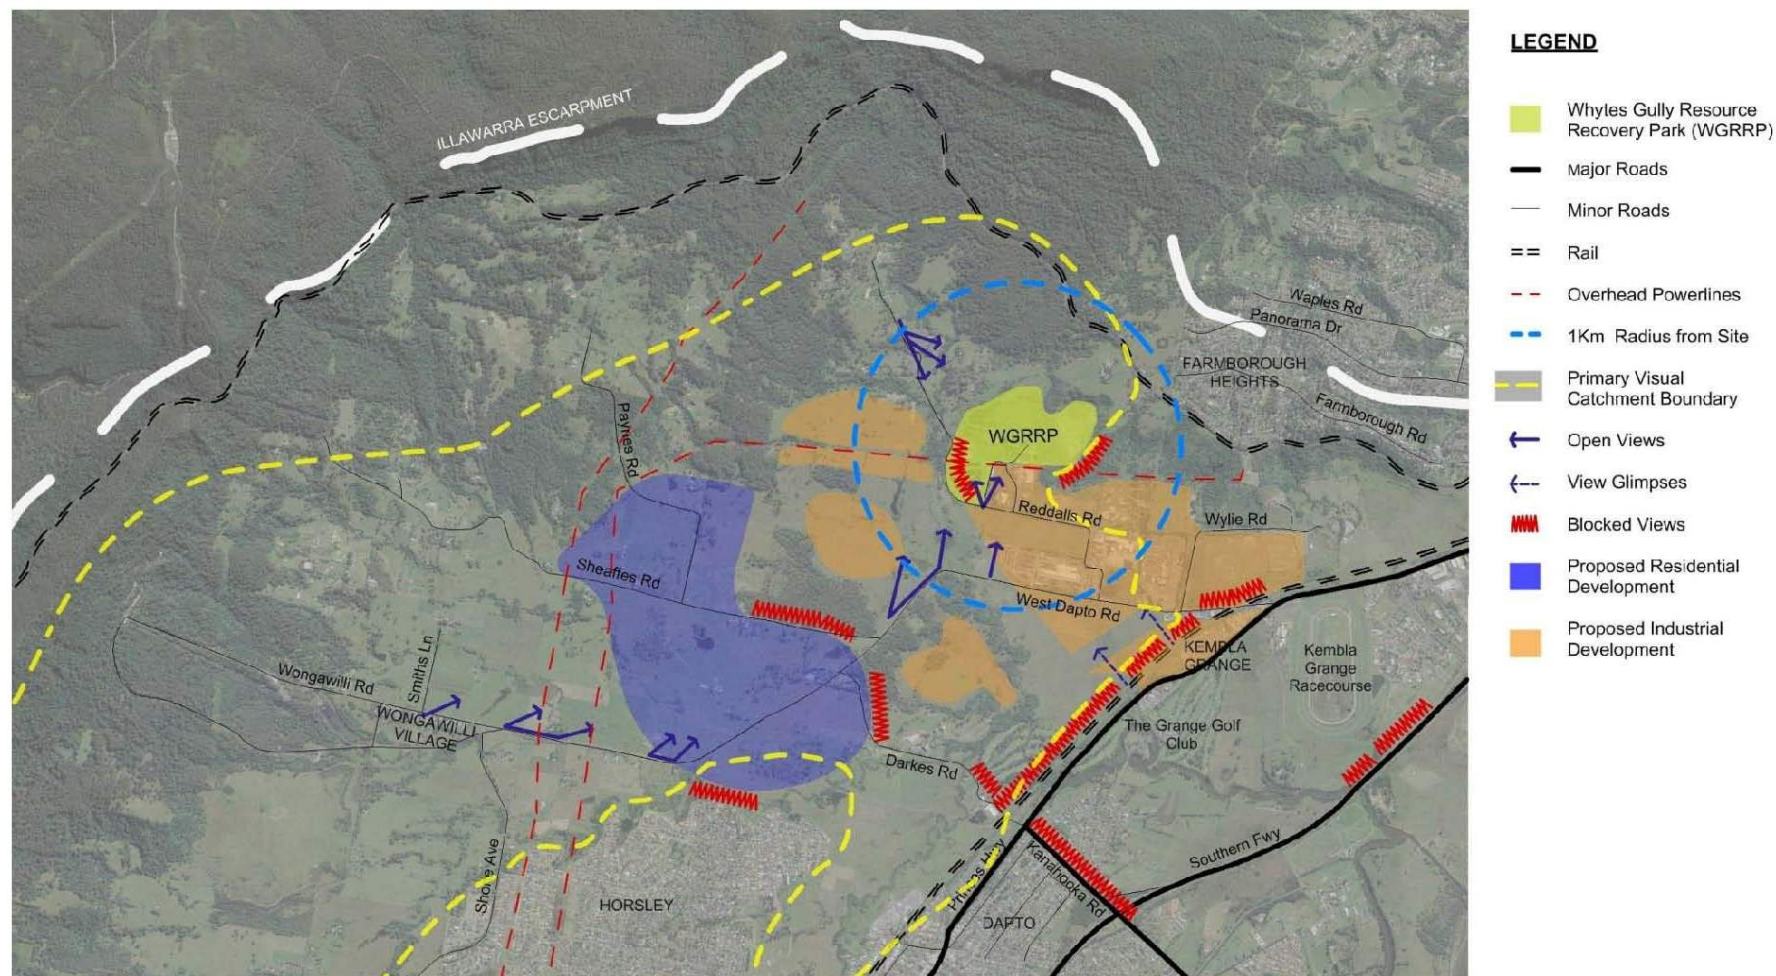 LEGEND
Whytes Gully Resource
Recovery Park (WGRRP)
Major Roads
Minor Roads
Rail
Overhead Powerlines
1Km Radius from Site
Primary Visual
Catchment Boundary
Open Views
View Glimpses
Blocked Views
Proposed Residential
Development
Proposed Industrial
Development
ILLAWARRA ESCARPMENT
Waples Rd
Panorama Dr
FARMBOROUGH
HEIGHTS
Farmborough Rd
Paynes Rd
WGRRP
Reddalls Rd
Wylie Rd
Sheaffes Rd
West Dapto Rd
Smiths Ln
Wongawilli Rd
WONGAWILLI
VILLAGE
KEMBLA
GRANGE
Kembla
Grange
Racecourse
The Grange Golf
Club
Darkes Rd
Shone Ave
HORSLEY
Princes Hwy
Kanahooka Rd
Southern Fwy
DAPTO